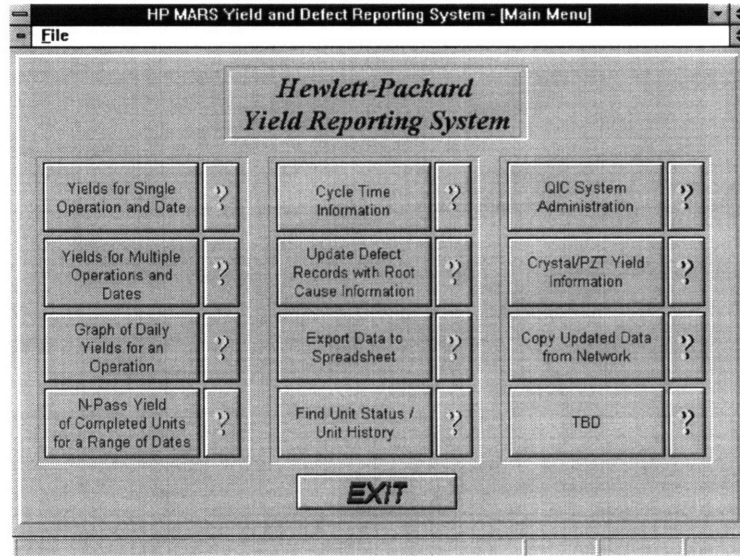 HP MARS Yield and Defect Reporting System - [Main Menu]
File
Hewlett-Packard
Yield Reporting System
Yields for Single
Operation and Date
?
Yields for Multiple
Operations and
Dates
?
Graph of Daily
Yields for an
Operation
?
N-Pass Yield
of Completed Units
for a Range of Dates
?
Cycle Time
Information
?
Update Defect
Records with Root
Cause Information
?
Export Data to
Spreadsheet
?
Find Unit Status /
Unit History
?
QIC System
Administration
?
Crystal/PZT Yield
Information
?
Copy Updated Data
from Network
?
TBD
?
EXIT